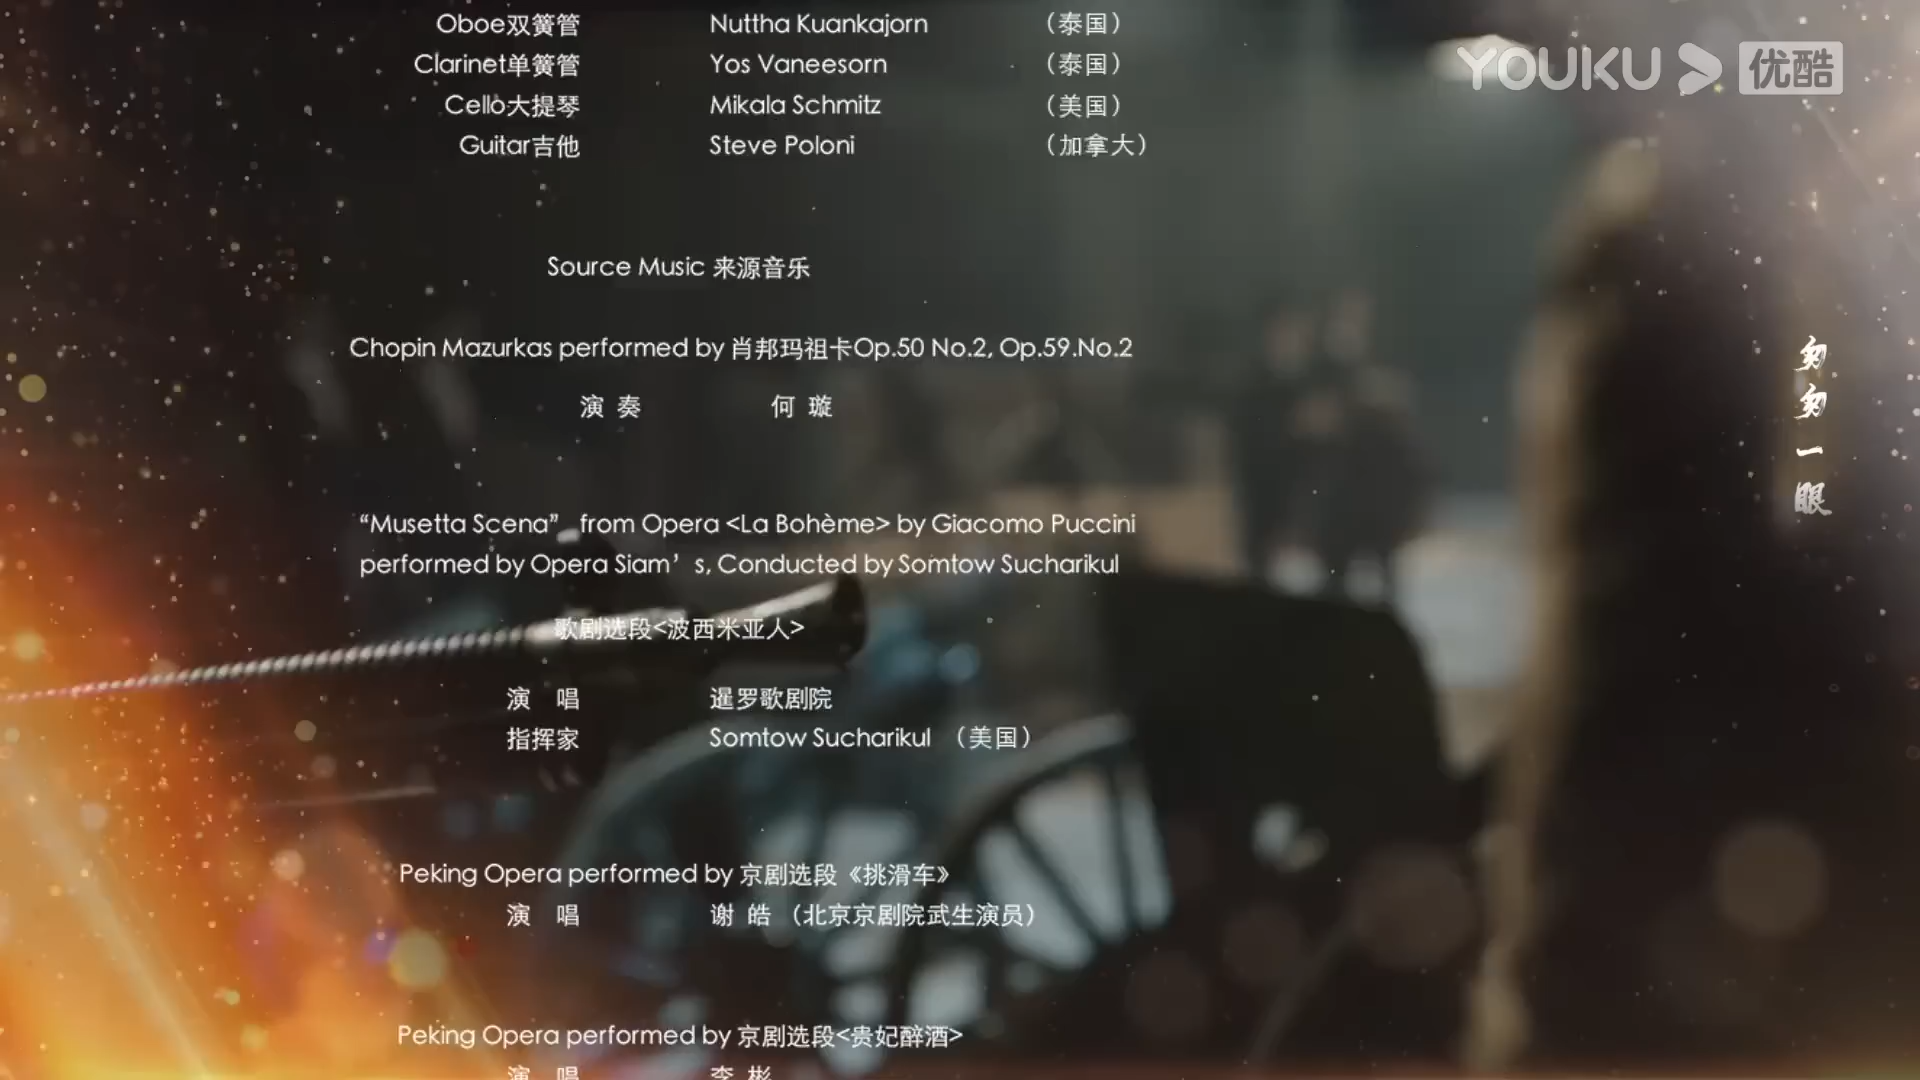 Oboe双簧管 Nuttha Kuankajorn （泰国）
Clarinet单簧管 Yos Vaneesorn （泰国）
Cello大提琴 Mikala Schmitz （美国）
Guitar吉他 Steve Poloni （加拿大）
YOUKU 优酷
Source Music 来源音乐
Chopin Mazurkas performed by 肖邦玛祖卡Op.50 No.2, Op.59.No.2
演 奏 何 璇
匆匆一眼
“Musetta Scena” from Opera <La Bohème> by Giacomo Puccini
performed by Opera Siam’s, Conducted by Somtow Sucharikul
歌剧选段<波西米亚人>
演 唱 暹罗歌剧院
指挥家 Somtow Sucharikul （美国）
Peking Opera performed by 京剧选段《挑滑车》
演 唱 谢 皓 （北京京剧院武生演员）
Peking Opera performed by 京剧选段<贵妃醉酒>
演 唱 李 彬